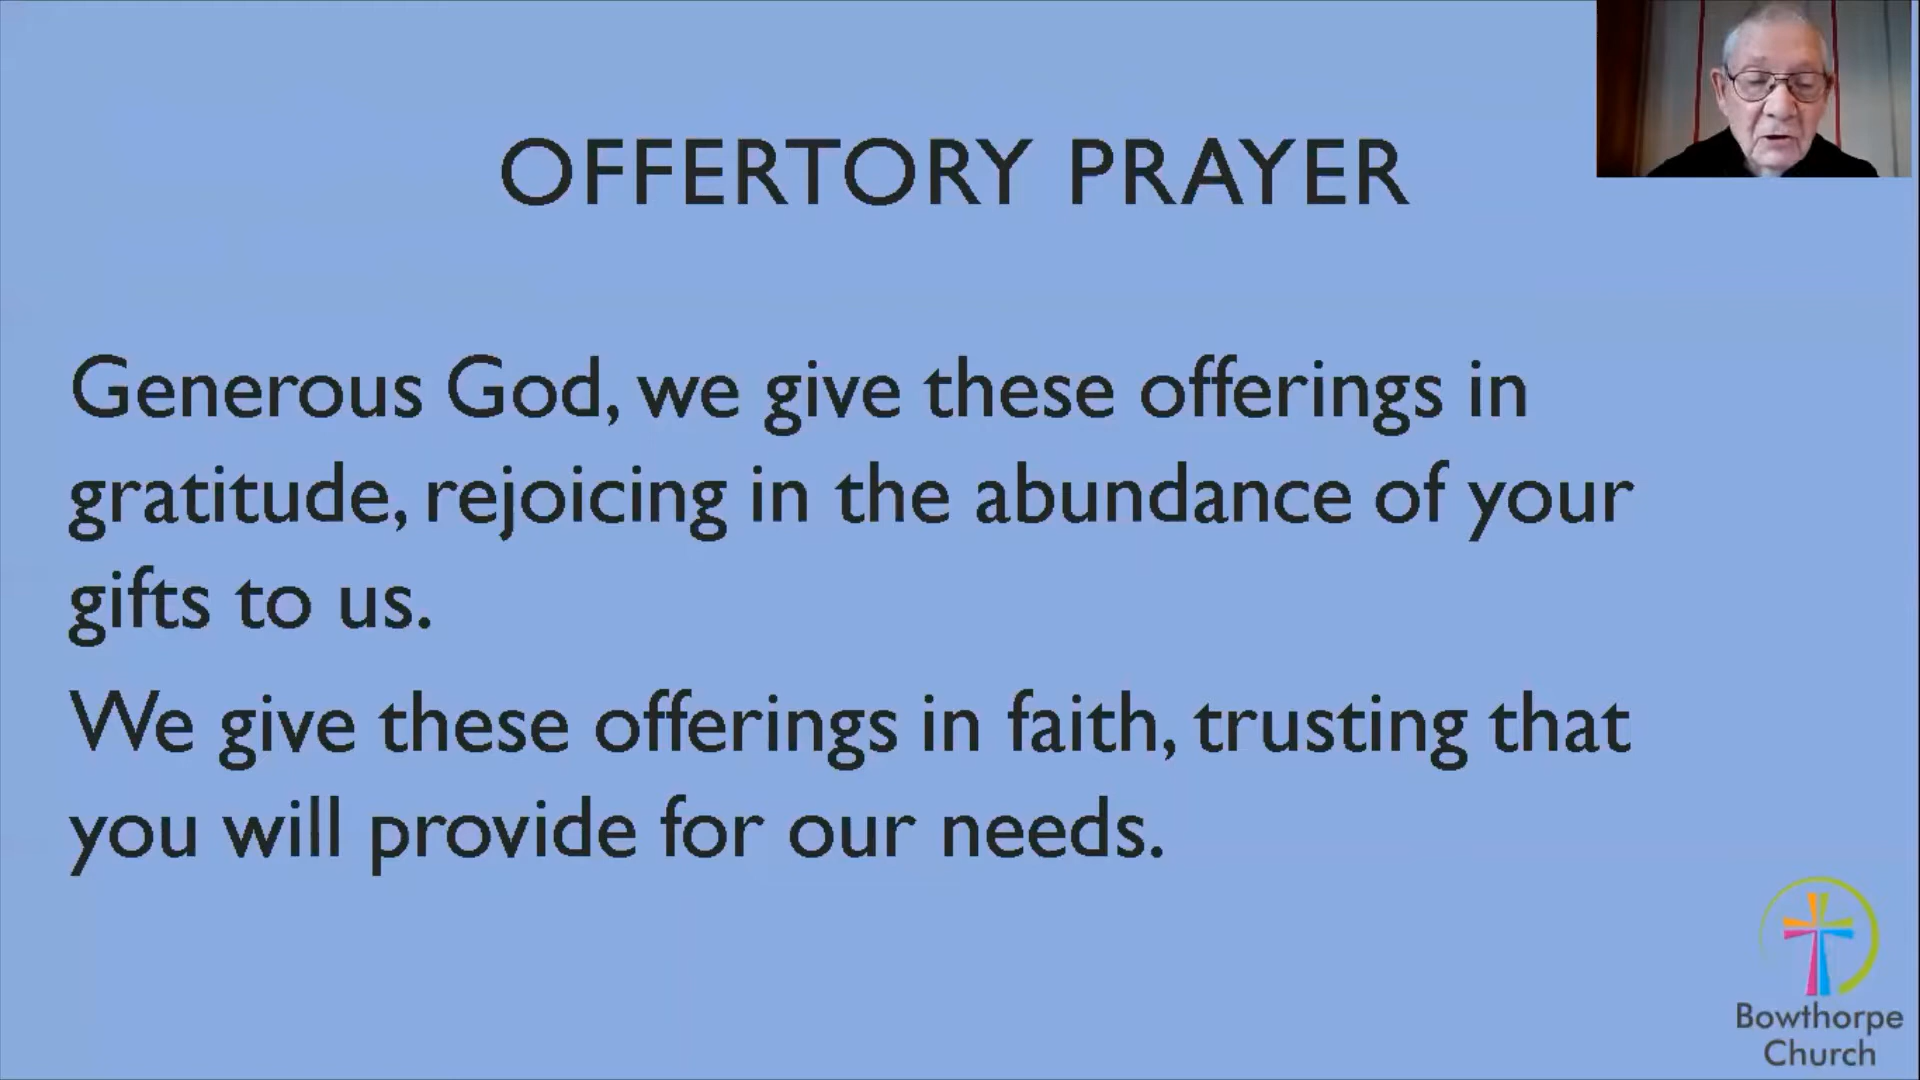 OFFERTORY PRAYER
Generous God, we give these offerings in
gratitude, rejoicing in the abundance of your
gifts to us.
We give these offerings in faith, trusting that
you will provide for our needs.
Bowthorpe
Church